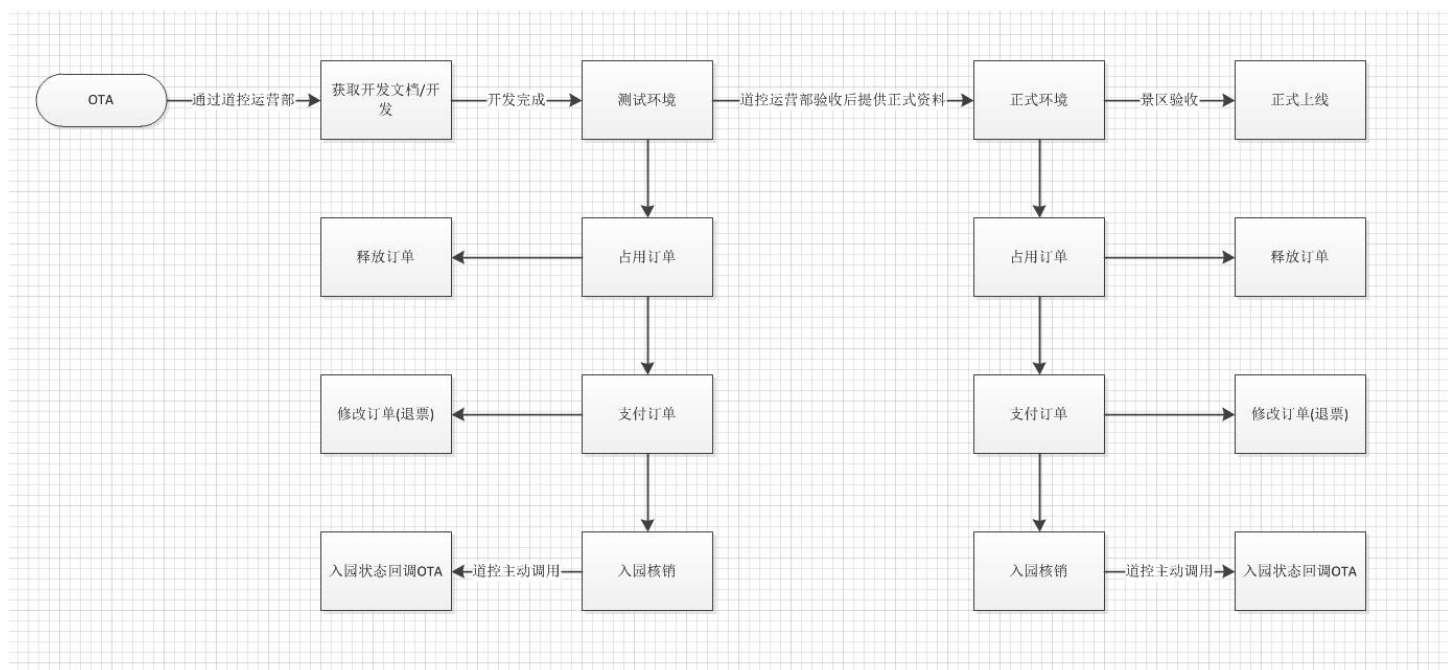 OTA
通过道控运营部
获取开发文档/开
发
开发完成
测试环境
道控运营部验收后提供正式资料
正式环境
景区验收
正式上线
释放订单
占用订单
占用订单
释放订单
修改订单(退票)
支付订单
支付订单
修改订单(退票)
入园状态回调OTA
道控主动调用
入园核销
入园核销
道控主动调用
入园状态回调OTA